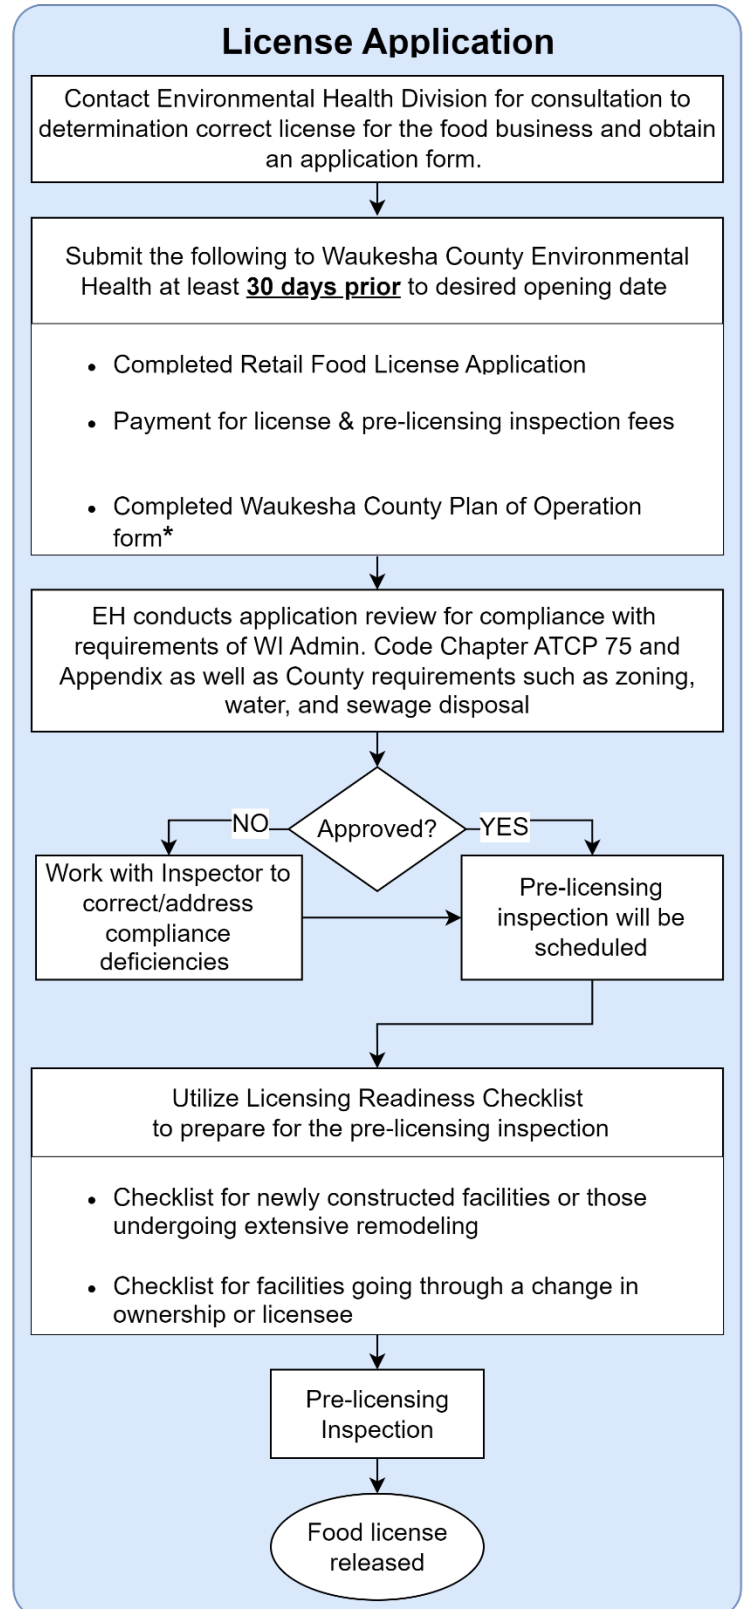 License Application
Contact Environmental Health Division for consultation to
determination correct license for the food business and obtain
an application form.
Submit the following to Waukesha County Environmental
Health at least 30 days prior to desired opening date
• Completed Retail Food License Application
• Payment for license & pre-licensing inspection fees
• Completed Waukesha County Plan of Operation
form*
EH conducts application review for compliance with
requirements of WI Admin. Code Chapter ATCP 75 and
Appendix as well as County requirements such as zoning,
water, and sewage disposal
NO
Approved?
YES
Work with Inspector to
correct/address
compliance
deficiencies
Pre-licensing
inspection will be
scheduled
Utilize Licensing Readiness Checklist
to prepare for the pre-licensing inspection
• Checklist for newly constructed facilities or those
undergoing extensive remodeling
• Checklist for facilities going through a change in
ownership or licensee
Pre-licensing
Inspection
Food license
released